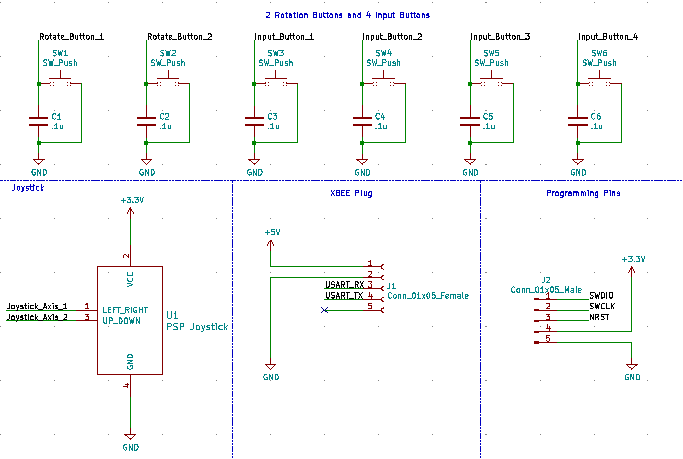 2 Rotation Buttons and 4 Input Buttons
Rotate_Button_1 Rotate_Button_2 Input_Button_1 Input_Button_2 Input_Button_3 Input_Button_4
SW1 SW2 SW3 SW4 SW5 SW6
SW_Push SW_Push SW_Push SW_Push SW_Push SW_Push
C1 C2 C3 C4 C5 C6
.1u .1u .1u .1u .1u .1u
GND GND GND GND GND GND
Joystick
+3.3V
2
VCC
Joystick_Axis_1 1 LEFT_RIGHT
Joystick_Axis_2 3 UP_DOWN
U1
PSP Joystick
GND
4
GND
XBEE Plug
+5V
1
2
USART_RX 3
USART_TX 4
5
J1
Conn_01x05_Female
GND
Programming Pins
+3.3V
J2
Conn_01x05_Male
1 SWDIO
2 SWCLK
3 NRST
4
5
GND